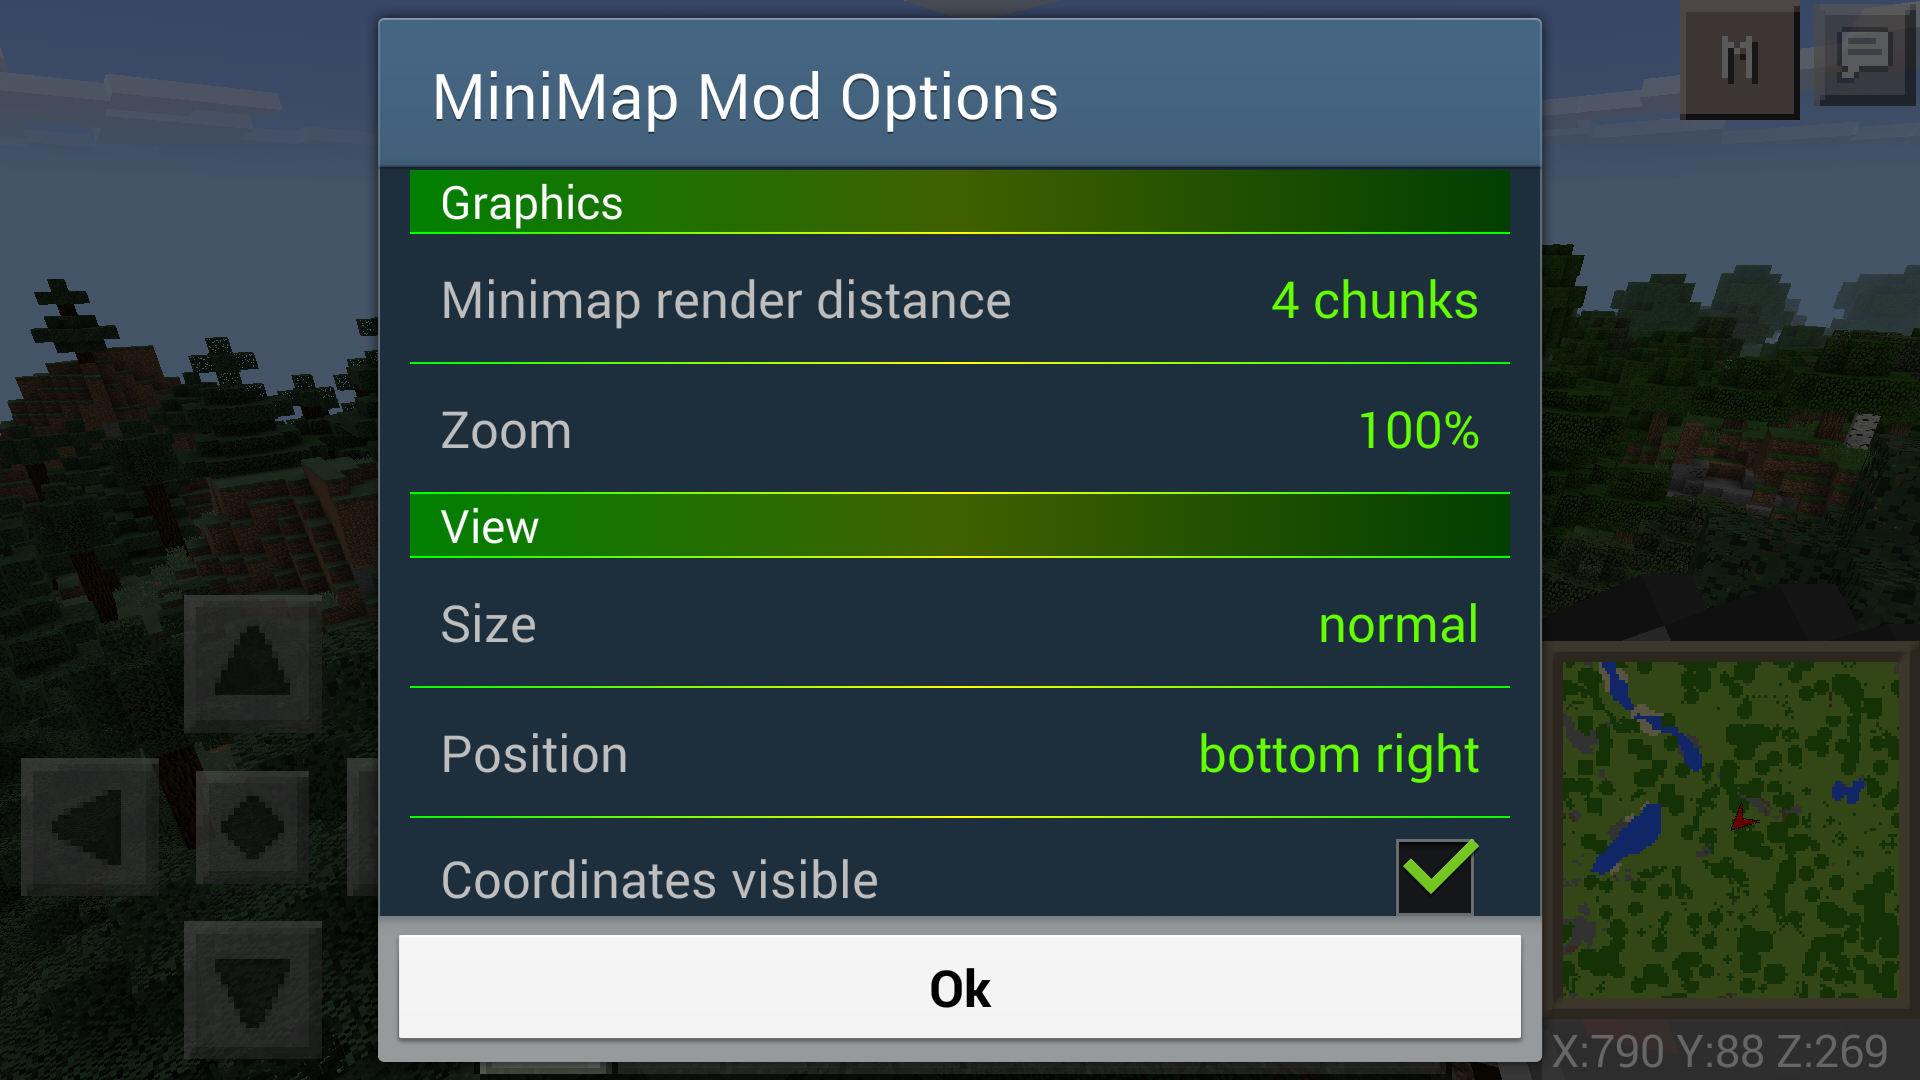 MiniMap Mod Options
M
Graphics
Minimap render distance 4 chunks
Zoom 100%
View
Size normal
Position bottom right
Coordinates visible
Ok
X:790 Y:88 Z:269